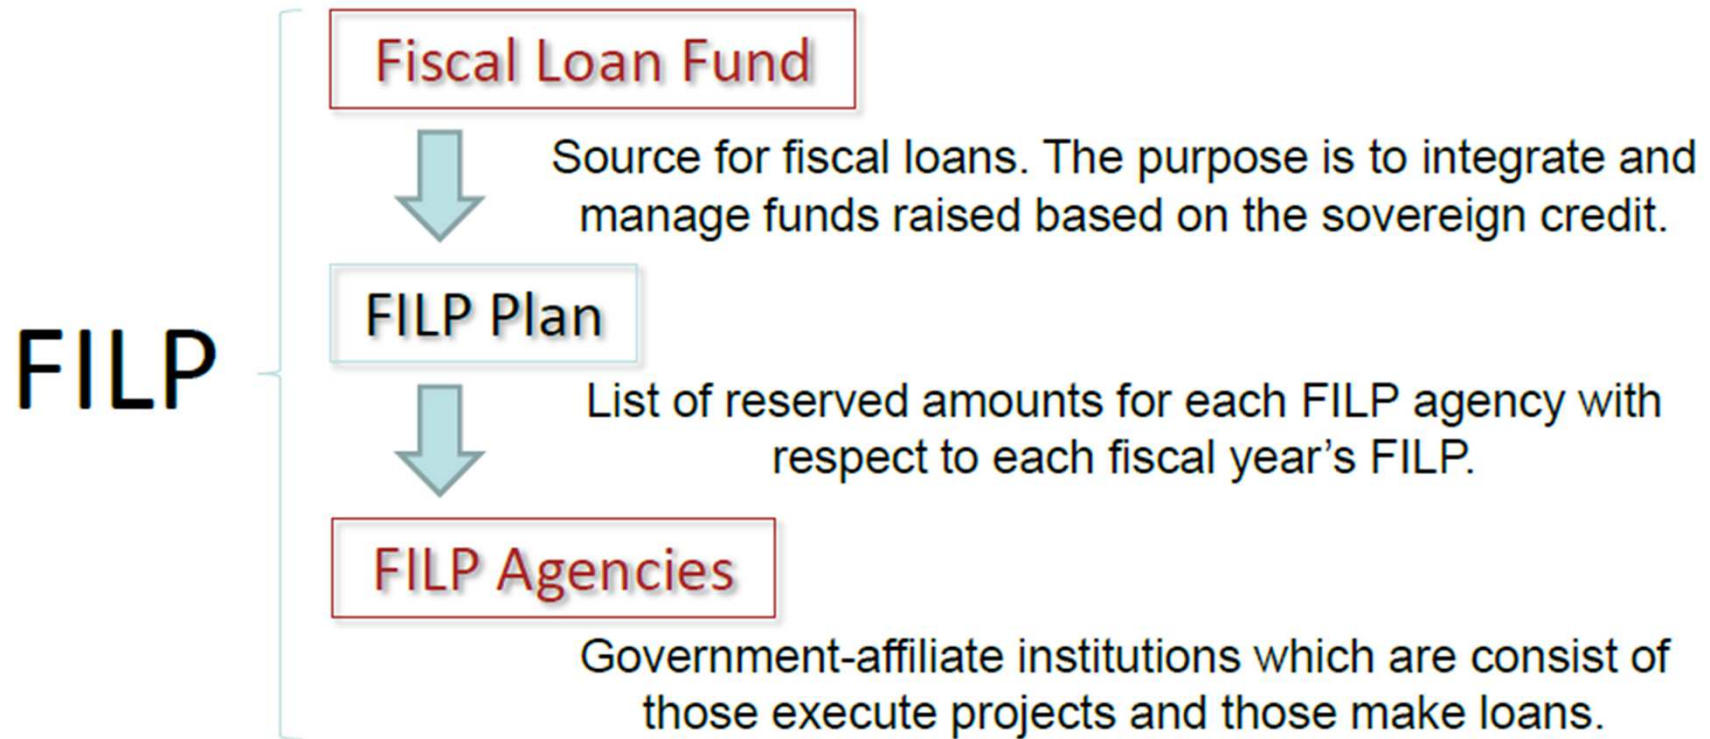 FILP
Fiscal Loan Fund
Source for fiscal loans. The purpose is to integrate and
manage funds raised based on the sovereign credit.
FILP Plan
List of reserved amounts for each FILP agency with
respect to each fiscal year’s FILP.
FILP Agencies
Government-affiliate institutions which are consist of
those execute projects and those make loans.